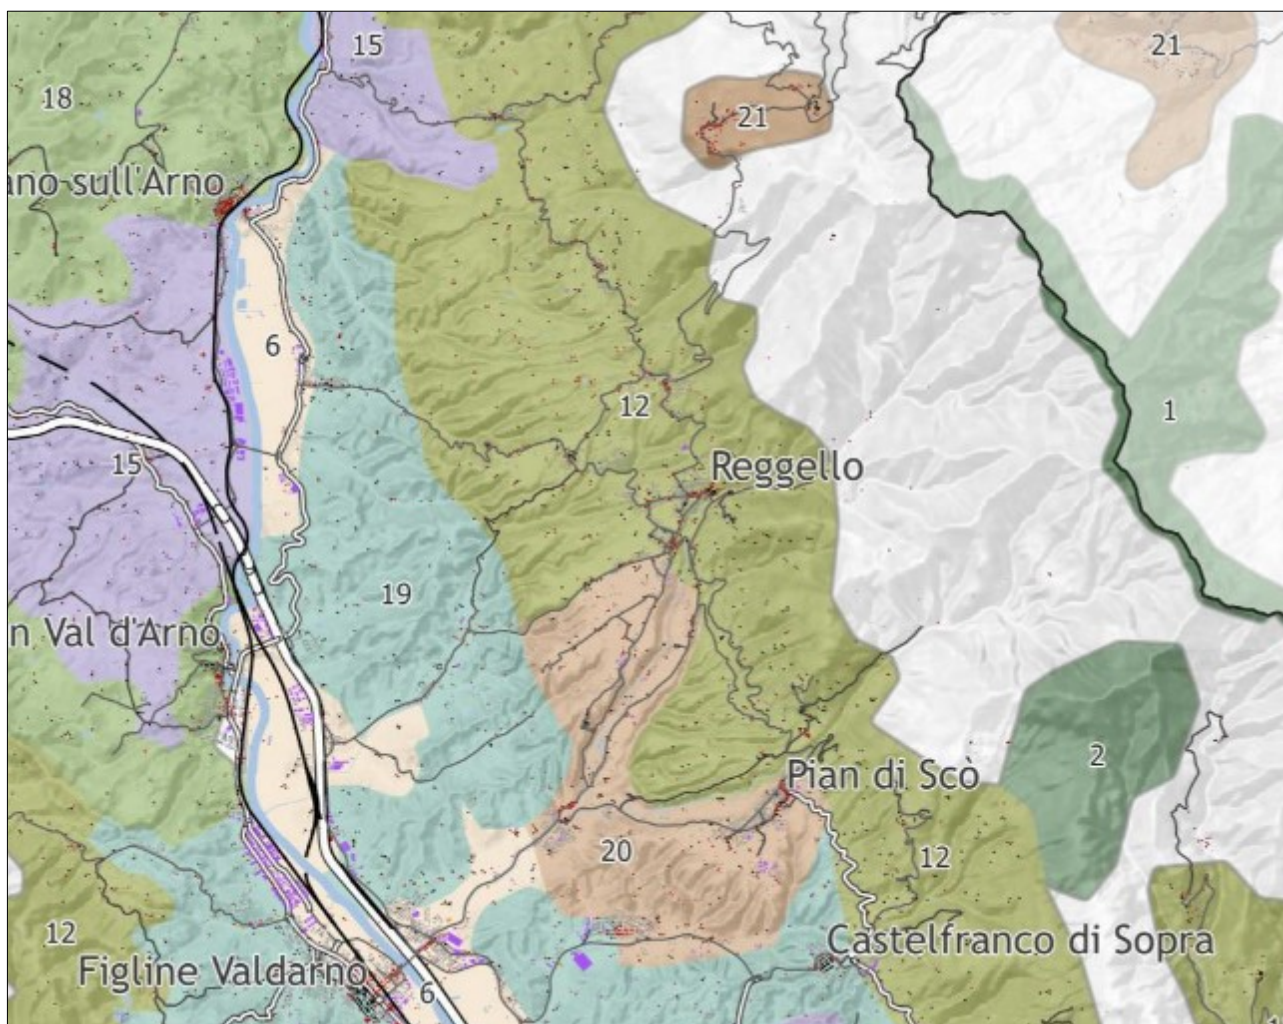 15
21
18
21
ano sull'Arno
6
12
1
15
Reggello
19
n Val d'Arno
2
Pian di Scò
20
12
12
Castelfranco di Sopra
Figline Valdarno
6